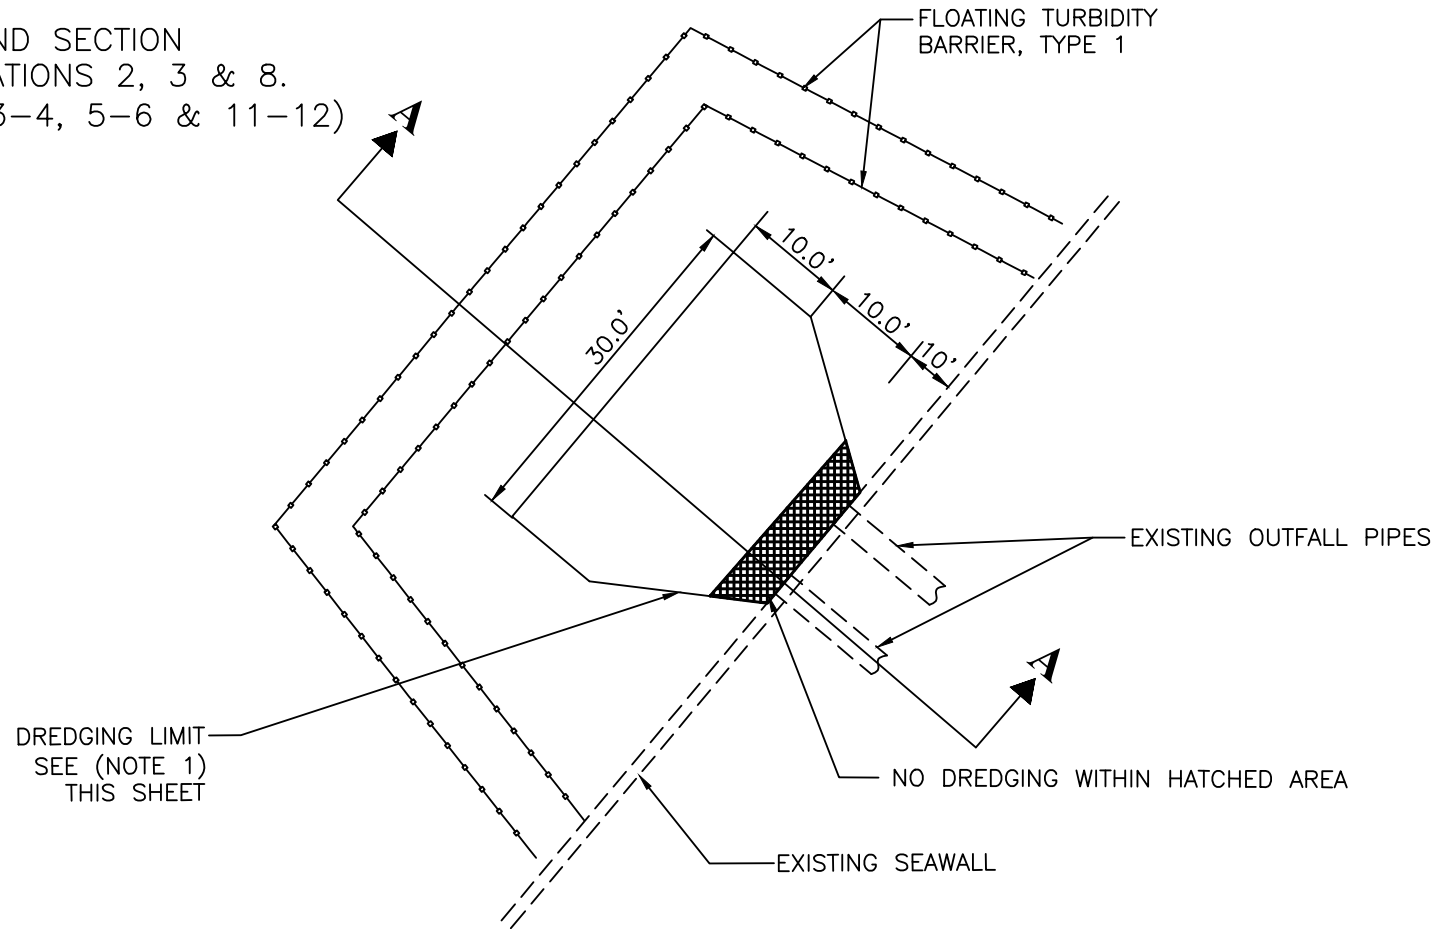 ND SECTION
ATIONS 2, 3 & 8.
3-4, 5-6 & 11-12)
A
FLOATING TURBIDITY
BARRIER, TYPE 1
10.0'
10.0'
10'
30.0'
EXISTING OUTFALL PIPES
A
DREDGING LIMIT
SEE (NOTE 1)
THIS SHEET
NO DREDGING WITHIN HATCHED AREA
EXISTING SEAWALL